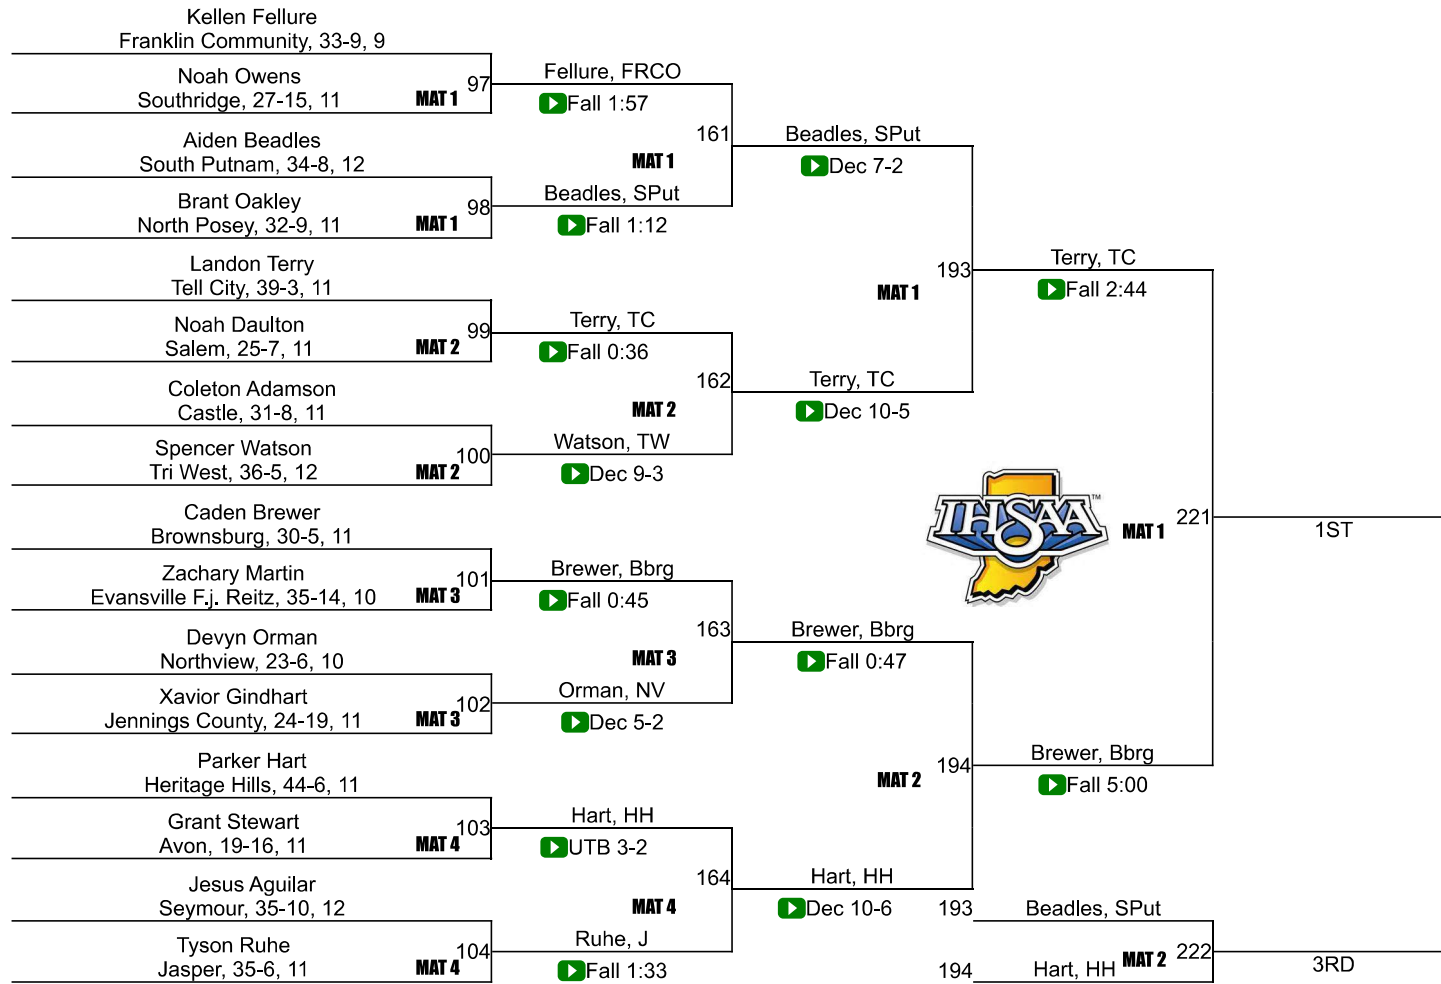 Kellen Fellure
Franklin Community, 33-9, 9
97
Noah Owens
Southridge, 27-15, 11
MAT 1
Fellure, FRCO
Fall 1:57
Aiden Beadles
South Putnam, 34-8, 12
98
Brant Oakley
North Posey, 32-9, 11
MAT 1
Beadles, SPut
Fall 1:12
161
MAT 1
Beadles, SPut
Dec 7-2
Landon Terry
Tell City, 39-3, 11
99
Noah Daulton
Salem, 25-7, 11
MAT 2
Terry, TC
Fall 0:36
Coleton Adamson
Castle, 31-8, 11
100
Spencer Watson
Tri West, 36-5, 12
MAT 2
Watson, TW
Dec 9-3
162
MAT 2
Terry, TC
Dec 10-5
193
MAT 1
Terry, TC
Fall 2:44
Caden Brewer
Brownsburg, 30-5, 11
101
Zachary Martin
Evansville F.j. Reitz, 35-14, 10
MAT 3
Brewer, Bbrg
Fall 0:45
Devyn Orman
Northview, 23-6, 10
102
Xavior Gindhart
Jennings County, 24-19, 11
MAT 3
Orman, NV
Dec 5-2
163
MAT 3
Brewer, Bbrg
Fall 0:47
Parker Hart
Heritage Hills, 44-6, 11
103
Grant Stewart
Avon, 19-16, 11
MAT 4
Hart, HH
UTB 3-2
Jesus Aguilar
Seymour, 35-10, 12
104
Tyson Ruhe
Jasper, 35-6, 11
MAT 4
Ruhe, J
Fall 1:33
164
MAT 4
Hart, HH
Dec 10-6
194
MAT 2
Brewer, Bbrg
Fall 5:00
IHSAA™
MAT 1
221
1ST
193
Beadles, SPut
194
Hart, HH
MAT 2
222
3RD